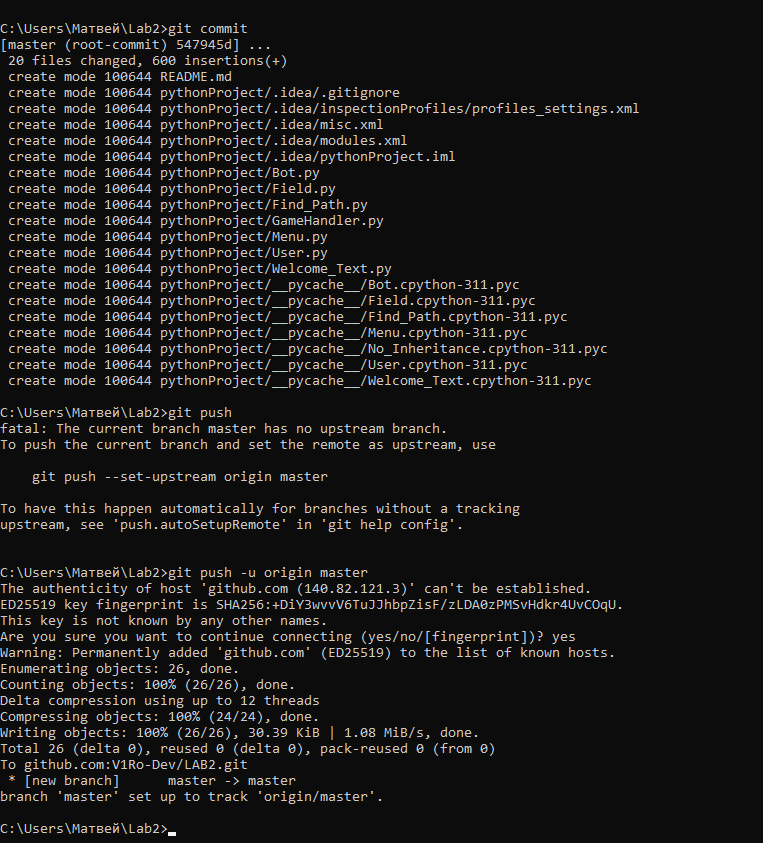 C:\Users\Матвей\Lab2>git commit
[master (root-commit) 547945d] ...
 20 files changed, 600 insertions(+)
 create mode 100644 README.md
 create mode 100644 pythonProject/.idea/.gitignore
 create mode 100644 pythonProject/.idea/inspectionProfiles/profiles_settings.xml
 create mode 100644 pythonProject/.idea/misc.xml
 create mode 100644 pythonProject/.idea/modules.xml
 create mode 100644 pythonProject/.idea/pythonProject.iml
 create mode 100644 pythonProject/Bot.py
 create mode 100644 pythonProject/Field.py
 create mode 100644 pythonProject/Find_Path.py
 create mode 100644 pythonProject/GameHandler.py
 create mode 100644 pythonProject/Menu.py
 create mode 100644 pythonProject/User.py
 create mode 100644 pythonProject/Welcome_Text.py
 create mode 100644 pythonProject/__pycache__/Bot.cpython-311.pyc
 create mode 100644 pythonProject/__pycache__/Field.cpython-311.pyc
 create mode 100644 pythonProject/__pycache__/Find_Path.cpython-311.pyc
 create mode 100644 pythonProject/__pycache__/Menu.cpython-311.pyc
 create mode 100644 pythonProject/__pycache__/No_Inheritance.cpython-311.pyc
 create mode 100644 pythonProject/__pycache__/User.cpython-311.pyc
 create mode 100644 pythonProject/__pycache__/Welcome_Text.cpython-311.pyc
C:\Users\Матвей\Lab2>git push
fatal: The current branch master has no upstream branch.
To push the current branch and set the remote as upstream, use
    git push --set-upstream origin master
To have this happen automatically for branches without a tracking
upstream, see 'push.autoSetupRemote' in 'git help config'.
C:\Users\Матвей\Lab2>git push -u origin master
The authenticity of host 'github.com (140.82.121.3)' can't be established.
ED25519 key fingerprint is SHA256:+DiY3wvvV6TuJJhbpZisF/zLDA0zPMSvHdkr4UvCOqU.
This key is not known by any other names.
Are you sure you want to continue connecting (yes/no/[fingerprint])? yes
Warning: Permanently added 'github.com' (ED25519) to the list of known hosts.
Enumerating objects: 26, done.
Counting objects: 100% (26/26), done.
Delta compression using up to 12 threads
Compressing objects: 100% (24/24), done.
Writing objects: 100% (26/26), 30.39 KiB | 1.08 MiB/s, done.
Total 26 (delta 0), reused 0 (delta 0), pack-reused 0 (from 0)
To github.com:V1Ro-Dev/LAB2.git
 * [new branch]      master -> master
branch 'master' set up to track 'origin/master'.
C:\Users\Матвей\Lab2>